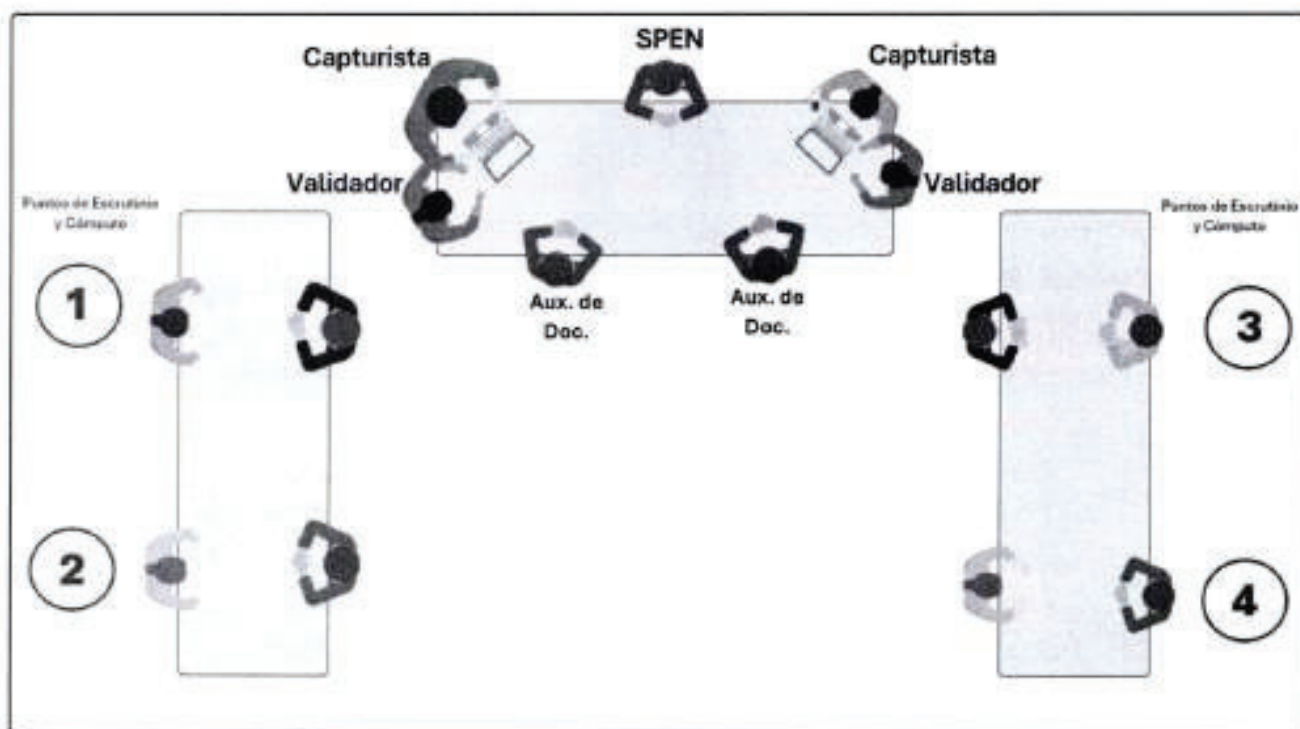 SPEN
Capturista
Capturista
Validador
Validador
Puntos de Escrutinio
y Cómputo
Puntos de Escrutinio
y Cómputo
1
Aux. de
Doc.
Aux. de
Doc.
3
2
4